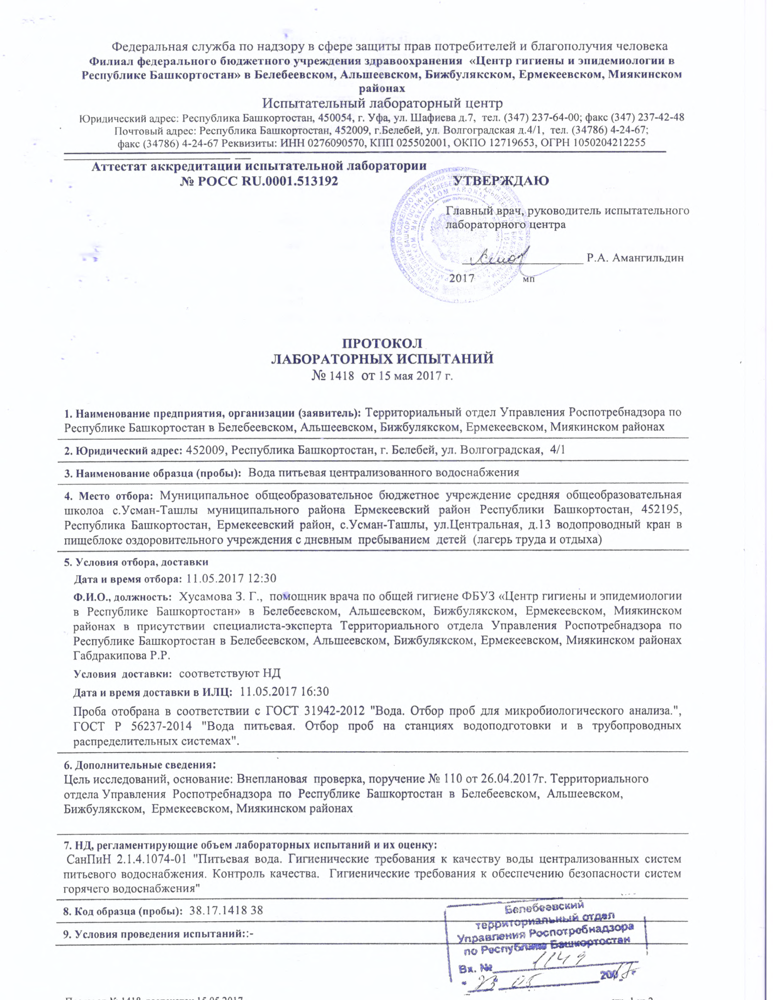 Федеральная служба по надзору в сфере защиты прав потребителей и благополучия человека
Филиал федерального бюджетного учреждения здравоохранения «Центр гигиены и эпидемиологии в
Республике Башкортостан» в Белебеевском, Альшеевском, Бижбулякском, Ермекеевском, Миякинском
районах
Испытательный лабораторный центр
Юридический адрес: Республика Башкортостан, 450054, г. Уфа, ул. Шафиева д.7, тел. (347) 237-64-00; факс (347) 237-42-48
Почтовый адрес: Республика Башкортостан, 452009, г.Белебей, ул. Волгоградская д.4/1, тел. (34786) 4-24-67;
факс (34786) 4-24-67 Реквизиты: ИНН 0276090570, КПП 025502001, ОКПО 12719653, ОГРН 1050204212255
Аттестат аккредитации испытательной лаборатории
№ РОСС RU.0001.513192
УТВЕРЖДАЮ
Главный врач, руководитель испытательного
лабораторного центра
Р.А. Амангильдин
2017 мп
ПРОТОКОЛ
ЛАБОРАТОРНЫХ ИСПЫТАНИЙ
№ 1418 от 15 мая 2017 г.
1. Наименование предприятия, организации (заявитель): Территориальный отдел Управления Роспотребнадзора по
Республике Башкортостан в Белебеевском, Альшеевском, Бижбулякском, Ермекеевском, Миякинском районах
2. Юридический адрес: 452009, Республика Башкортостан, г. Белебей, ул. Волгоградская, 4/1
3. Наименование образца (пробы): Вода питьевая централизованного водоснабжения
4. Место отбора: Муниципальное общеобразовательное бюджетное учреждение средняя общеобразовательная
школоа с.Усман-Ташлы муниципального района Ермекеевский район Республики Башкортостан, 452195,
Республика Башкортостан, Ермекеевский район, с.Усман-Ташлы, ул.Центральная, д.13 водопроводный кран в
пищеблоке оздоровительного учреждения с дневным пребыванием детей (лагерь труда и отдыха)
5. Условия отбора, доставки
Дата и время отбора: 11.05.2017 12:30
Ф.И.О., должность: Хусамова З. Г., помощник врача по общей гигиене ФБУЗ «Центр гигиены и эпидемиологии
в Республике Башкортостан» в Белебеевском, Альшеевском, Бижбулякском, Ермекеевском, Миякинском
районах в присутствии специалиста-эксперта Территориального отдела Управления Роспотребнадзора по
Республике Башкортостан в Белебеевском, Альшеевском, Бижбулякском, Ермекеевском, Миякинском районах
Габдракипова Р.Р.
Условия доставки: соответствуют НД
Дата и время доставки в ИЛЦ: 11.05.2017 16:30
Проба отобрана в соответствии с ГОСТ 31942-2012 "Вода. Отбор проб для микробиологического анализа.",
ГОСТ Р 56237-2014 "Вода питьевая. Отбор проб на станциях водоподготовки и в трубопроводных
распределительных системах".
6. Дополнительные сведения:
Цель исследований, основание: Внеплановая проверка, поручение № 110 от 26.04.2017г. Территориального
отдела Управления Роспотребнадзора по Республике Башкортостан в Белебеевском, Альшеевском,
Бижбулякском, Ермекеевском, Миякинском районах
7. НД, регламентирующие объем лабораторных испытаний и их оценку:
СанПиН 2.1.4.1074-01 "Питьевая вода. Гигиенические требования к качеству воды централизованных систем
питьевого водоснабжения. Контроль качества. Гигиенические требования к обеспечению безопасности систем
горячего водоснабжения"
8. Код образца (пробы): 38.17.1418 38
9. Условия проведения испытаний::-
Белебеевский
территориальный отдел
Управления Роспотребнадзора
по Республике Башкортостан
Вх. № 1149
" 23 " 05 2017 г